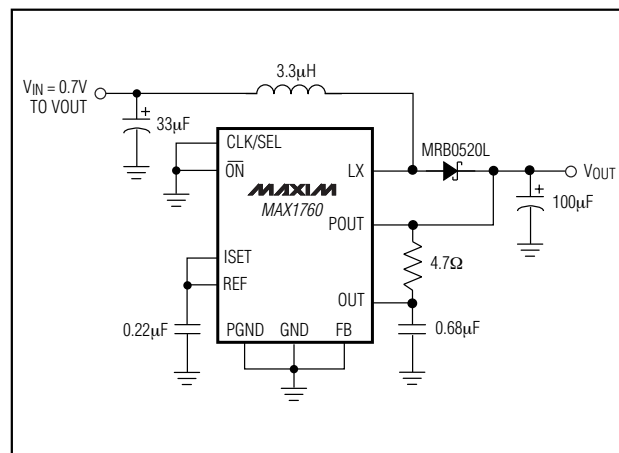 3.3μH
VIN = 0.7V
TO VOUT
33μF
CLK/SEL
ON
LX
MRB0520L
VOUT
100μF
MAXIM
MAX1760
POUT
4.7Ω
ISET
REF
OUT
0.22μF
0.68μF
PGND GND FB